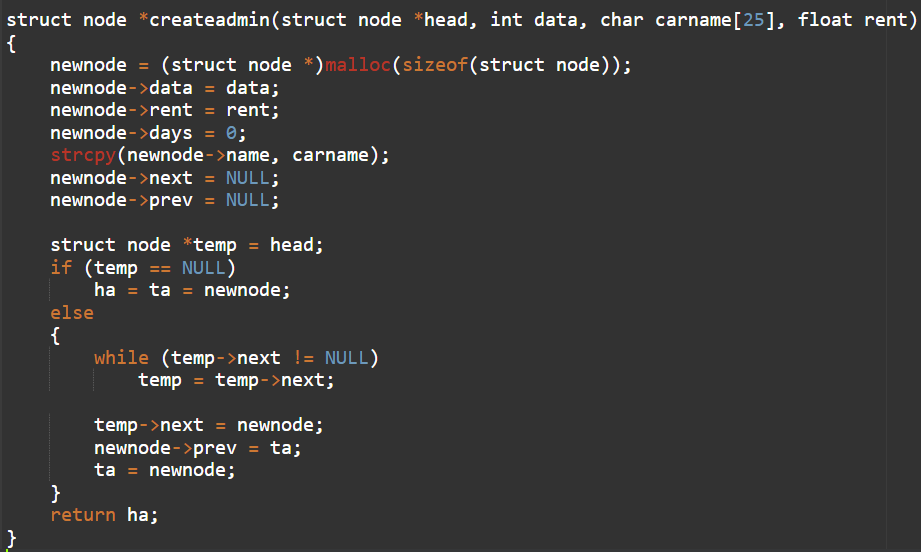 struct node *createadmin(struct node *head, int data, char carname[25], float rent)
{
    newnode = (struct node *)malloc(sizeof(struct node));
    newnode->data = data;
    newnode->rent = rent;
    newnode->days = 0;
    strcpy(newnode->name, carname);
    newnode->next = NULL;
    newnode->prev = NULL;

    struct node *temp = head;
    if (temp == NULL)
        ha = ta = newnode;
    else
    {
        while (temp->next != NULL)
            temp = temp->next;

        temp->next = newnode;
        newnode->prev = ta;
        ta = newnode;
    }
    return ha;
}